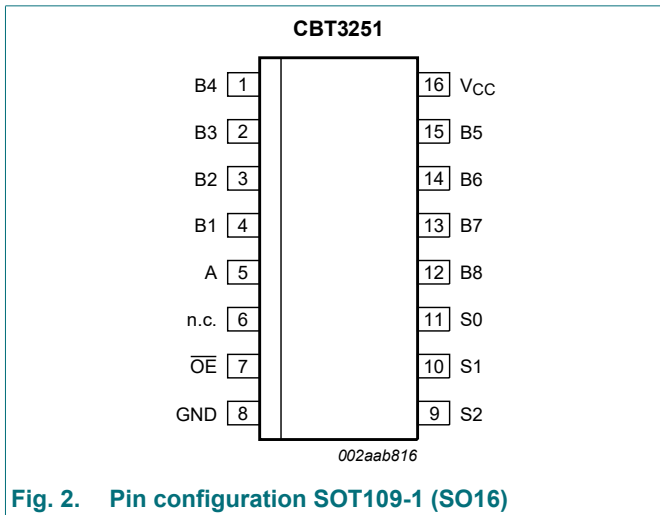 CBT3251
B4 1 16 VCC
B3 2 15 B5
B2 3 14 B6
B1 4 13 B7
A 5 12 B8
n.c. 6 11 S0
O̅E̅ 7 10 S1
GND 8 9 S2
002aab816
Fig. 2. Pin configuration SOT109-1 (SO16)